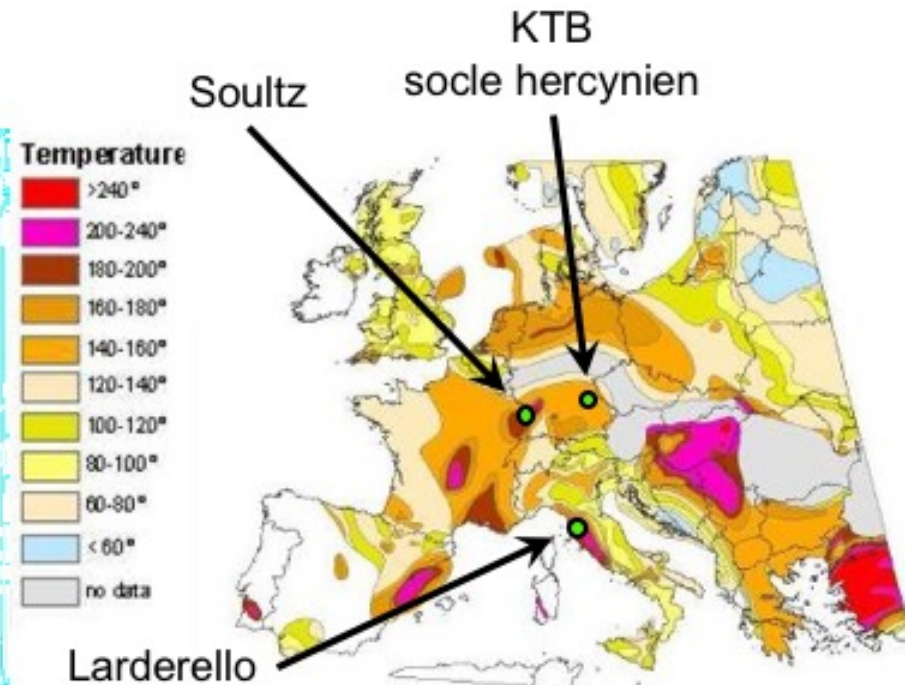 KTB
socle hercynien
Soultz
Temperature
>240°
200-240°
180-200°
160-180°
140-160°
120-140°
100-120°
80-100°
60-80°
< 60°
no data
Larderello